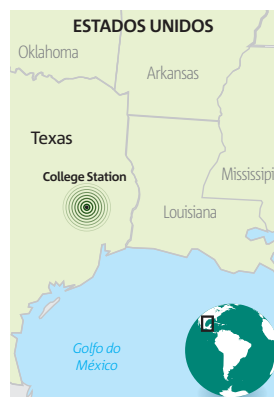 ESTADOS UNIDOS
Oklahoma
Arkansas
Texas
College Station
Mississipi
Louisiana
Golfo do
México